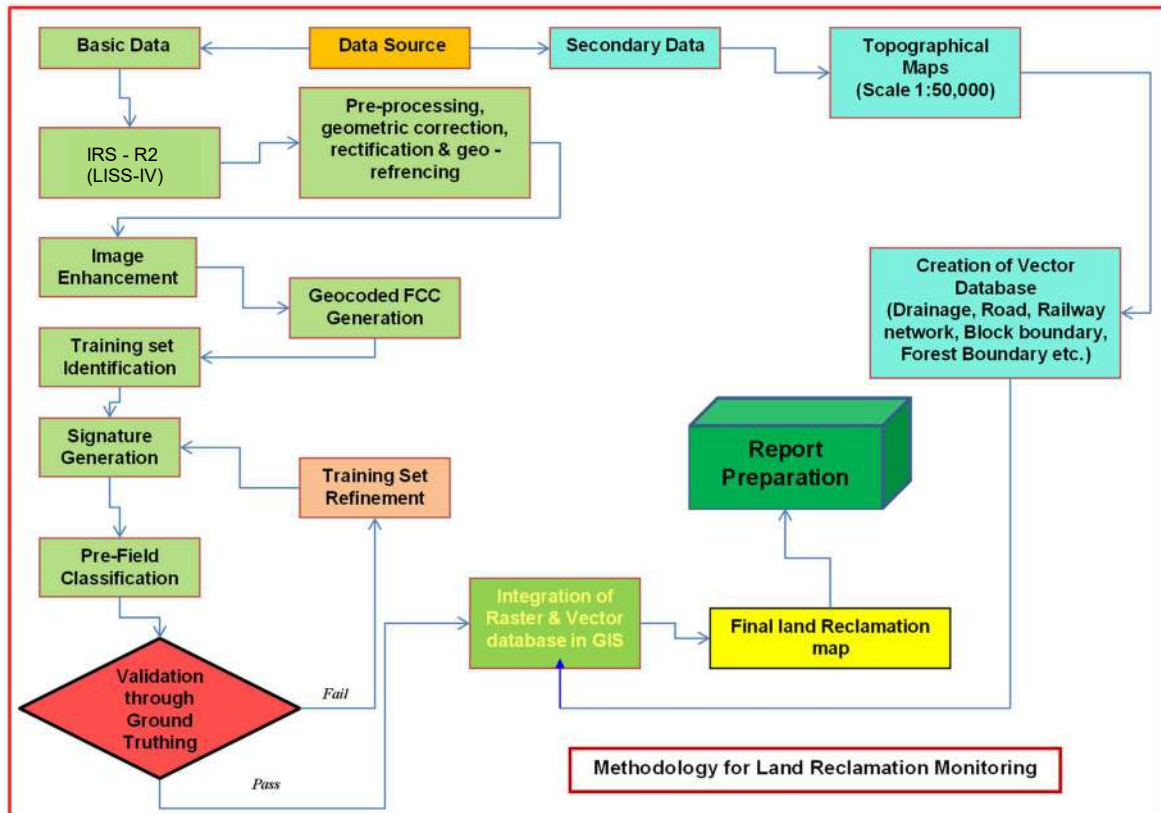 Basic Data
Data Source
Secondary Data
Topographical
Maps
(Scale 1:50,000)
IRS - R2
(LISS-IV)
Pre-processing,
geometric correction,
rectification & geo -
refrencing
Image
Enhancement
Geocoded FCC
Generation
Creation of Vector
Database
(Drainage, Road, Railway
network, Block boundary,
Forest Boundary etc.)
Training set
Identification
Signature
Generation
Training Set
Refinement
Report
Preparation
Pre-Field
Classification
Integration of
Raster & Vector
database in GIS
Final land Reclamation
map
Validation
through
Ground
Truthing
Fail
Pass
Methodology for Land Reclamation Monitoring